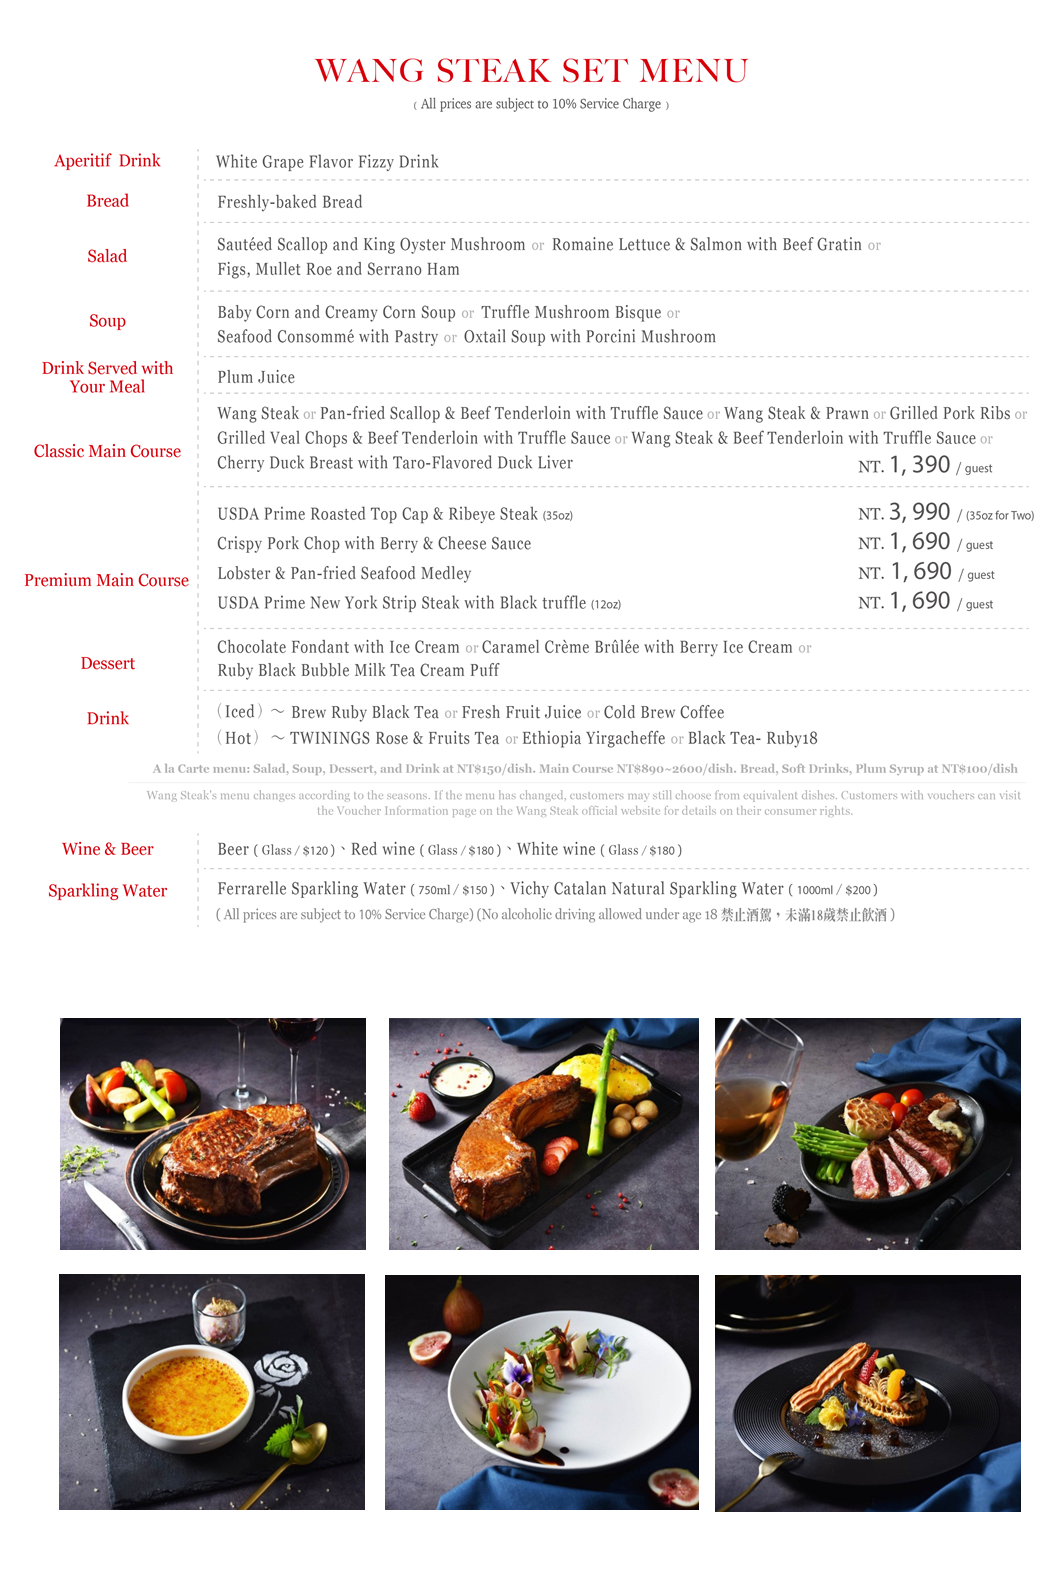 WANG STEAK SET MENU
( All prices are subject to 10% Service Charge )
Aperitif Drink
White Grape Flavor Fizzy Drink
Bread
Freshly-baked Bread
Salad
Sautéed Scallop and King Oyster Mushroom or Romaine Lettuce & Salmon with Beef Gratin or
Figs, Mullet Roe and Serrano Ham
Soup
Baby Corn and Creamy Corn Soup or Truffle Mushroom Bisque or
Seafood Consommé with Pastry or Oxtail Soup with Porcini Mushroom
Drink Served with
Your Meal
Plum Juice
Classic Main Course
Wang Steak or Pan-fried Scallop & Beef Tenderloin with Truffle Sauce or Wang Steak & Prawn or Grilled Pork Ribs or
Grilled Veal Chops & Beef Tenderloin with Truffle Sauce or Wang Steak & Beef Tenderloin with Truffle Sauce or
Cherry Duck Breast with Taro-Flavored Duck Liver NT. 1, 390 / guest
Premium Main Course
USDA Prime Roasted Top Cap & Ribeye Steak (35oz) NT. 3, 990 / (35oz for Two)
Crispy Pork Chop with Berry & Cheese Sauce NT. 1, 690 / guest
Lobster & Pan-fried Seafood Medley NT. 1, 690 / guest
USDA Prime New York Strip Steak with Black truffle (12oz) NT. 1, 690 / guest
Dessert
Chocolate Fondant with Ice Cream or Caramel Crème Brûlée with Berry Ice Cream or
Ruby Black Bubble Milk Tea Cream Puff
Drink
（Iced）～ Brew Ruby Black Tea or Fresh Fruit Juice or Cold Brew Coffee
（Hot）～ TWININGS Rose & Fruits Tea or Ethiopia Yirgacheffe or Black Tea- Ruby18
A la Carte menu: Salad, Soup, Dessert, and Drink at NT$150/dish. Main Course NT$890~2600/dish. Bread, Soft Drinks, Plum Syrup at NT$100/dish
Wang Steak's menu changes according to the seasons. If the menu has changed, customers may still choose from equivalent dishes. Customers with vouchers can visit
the Voucher Information page on the Wang Steak official website for details on their consumer rights.
Wine & Beer
Beer ( Glass / $120 )、Red wine ( Glass / $180 )、White wine ( Glass / $180 )
Sparkling Water
Ferrarelle Sparkling Water ( 750ml / $150 )、Vichy Catalan Natural Sparkling Water ( 1000ml / $200 )
( All prices are subject to 10% Service Charge) (No alcoholic driving allowed under age 18 禁止酒駕，未滿18歲禁止飲酒 )